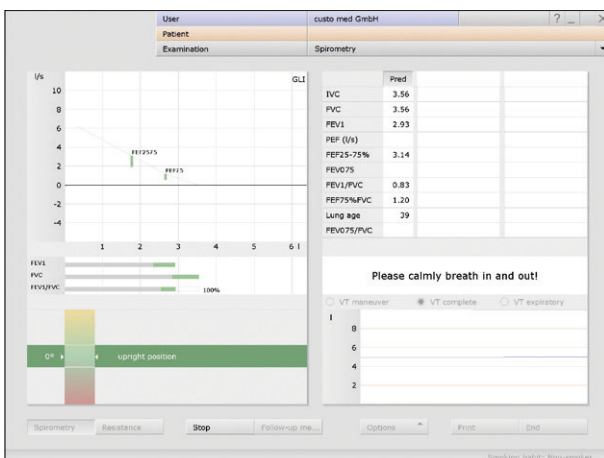 User custo med GmbH ? _ ×
Patient
Examination Spirometry
l/s GLI
10
8
6
4
2
0
-2
-4
FEF2575
FEF75
1 2 3 4 5 6 l
FEV1
FVC
FEV1/FVC 100%
0° upright position
Pred
IVC 3.56
FVC 3.56
FEV1 2.93
PEF (l/s)
FEF25-75% 3.14
FEV075
FEV1/FVC 0.83
FEF75%FVC 1.20
Lung age 39
FEV075/FVC
Please calmly breath in and out!
VT maneuver VT complete VT expiratory
l
8
6
4
2
Spirometry Resistance Stop Follow-up me... Options Print End
Smoking habit: Non-smoker